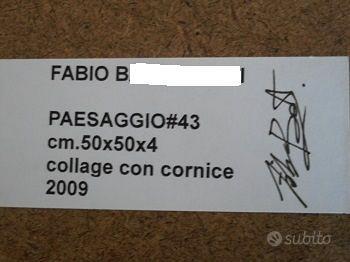 FABIO B
PAESAGGIO#43
cm.50x50x4
collage con cornice
2009
subito